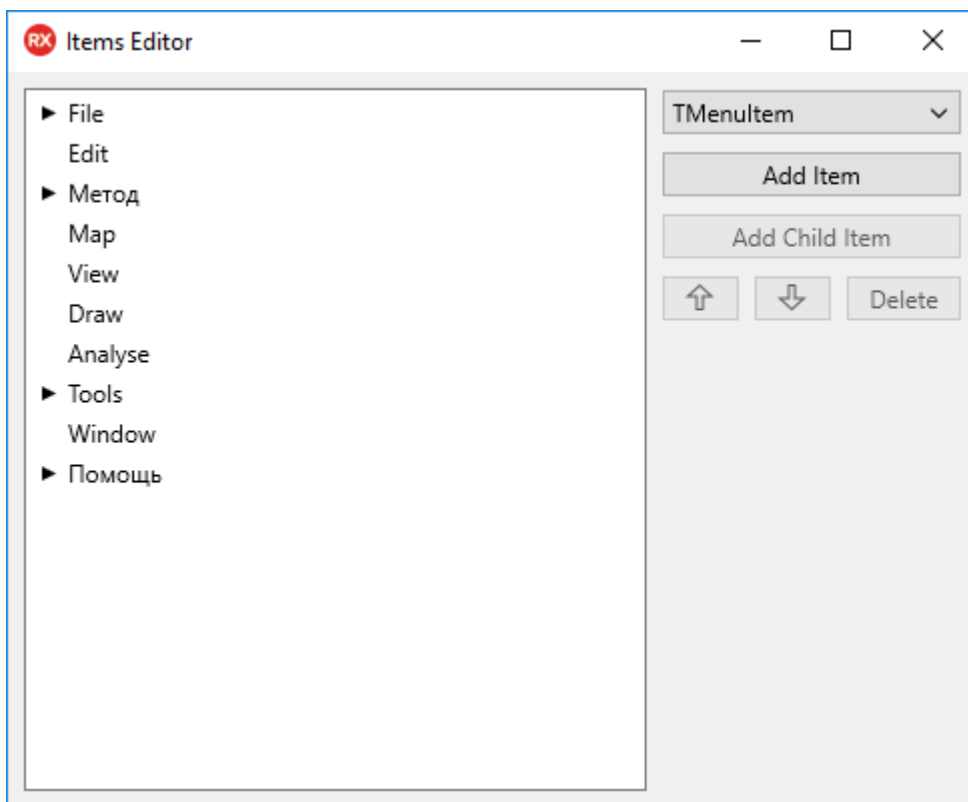 RX Items Editor
File
Edit
Метод
Map
View
Draw
Analyse
Tools
Window
Помощь
TMenuItem
Add Item
Add Child Item
Delete